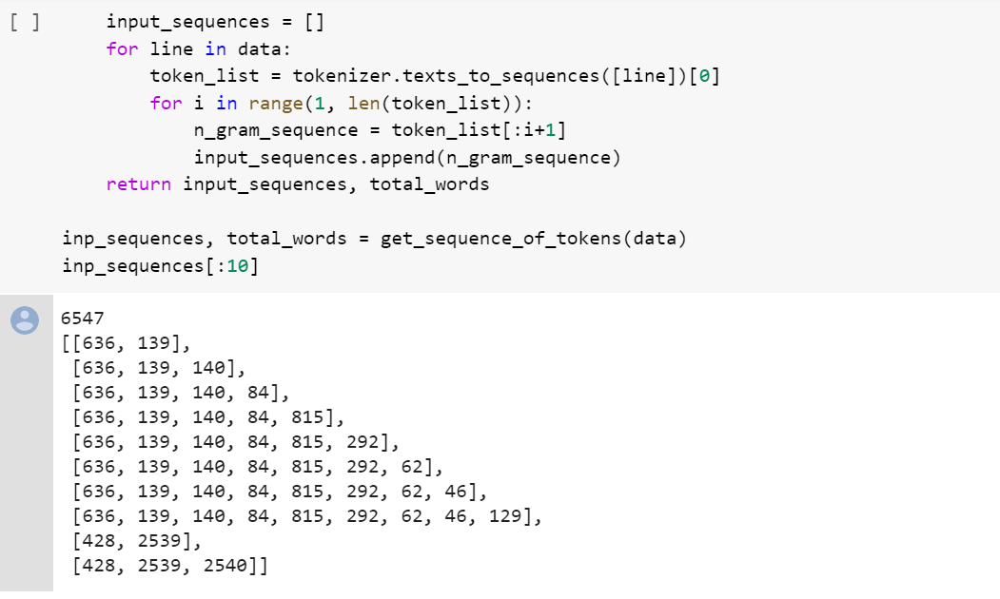 [ ]     input_sequences = []
    for line in data:
        token_list = tokenizer.texts_to_sequences([line])[0]
        for i in range(1, len(token_list)):
            n_gram_sequence = token_list[:i+1]
            input_sequences.append(n_gram_sequence)
    return input_sequences, total_words

inp_sequences, total_words = get_sequence_of_tokens(data)
inp_sequences[:10]
6547
[[636, 139],
 [636, 139, 140],
 [636, 139, 140, 84],
 [636, 139, 140, 84, 815],
 [636, 139, 140, 84, 815, 292],
 [636, 139, 140, 84, 815, 292, 62],
 [636, 139, 140, 84, 815, 292, 62, 46],
 [636, 139, 140, 84, 815, 292, 62, 46, 129],
 [428, 2539],
 [428, 2539, 2540]]